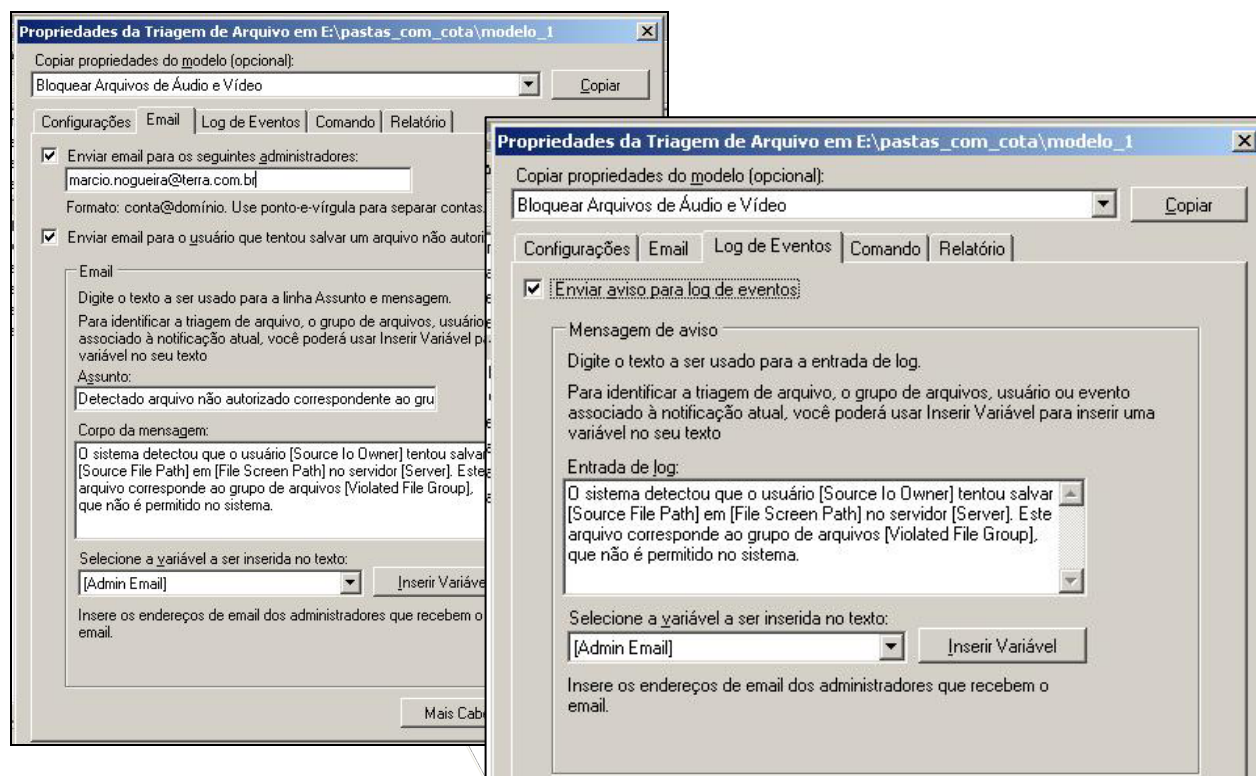 Propriedades da Triagem de Arquivo em E:\pastas_com_cota\modelo_1
Copiar propriedades do modelo (opcional):
Bloquear Arquivos de Áudio e Vídeo
Copiar
Configurações Email Log de Eventos Comando Relatório
Enviar email para os seguintes administradores:
marcio.nogueira@terra.com.br
Formato: conta@domínio. Use ponto-e-vírgula para separar contas.
Enviar email para o usuário que tentou salvar um arquivo não autori
Email
Digite o texto a ser usado para a linha Assunto e mensagem.
Para identificar a triagem de arquivo, o grupo de arquivos, usuário
associado à notificação atual, você poderá usar Inserir Variável p
variável no seu texto
Assunto:
Detectado arquivo não autorizado correspondente ao gru
Corpo da mensagem:
O sistema detectou que o usuário [Source Io Owner] tentou salvar
[Source File Path] em [File Screen Path] no servidor [Server]. Este
arquivo corresponde ao grupo de arquivos [Violated File Group],
que não é permitido no sistema.
Selecione a variável a ser inserida no texto:
[Admin Email]
Inserir Variáve
Insere os endereços de email dos administradores que recebem o
email.
Mais Cabe
Propriedades da Triagem de Arquivo em E:\pastas_com_cota\modelo_1
Copiar propriedades do modelo (opcional):
Bloquear Arquivos de Áudio e Vídeo
Copiar
Configurações Email Log de Eventos Comando Relatório
Enviar aviso para log de eventos
Mensagem de aviso
Digite o texto a ser usado para a entrada de log.
Para identificar a triagem de arquivo, o grupo de arquivos, usuário ou evento
associado à notificação atual, você poderá usar Inserir Variável para inserir uma
variável no seu texto
Entrada de log:
O sistema detectou que o usuário [Source Io Owner] tentou salvar
[Source File Path] em [File Screen Path] no servidor [Server]. Este
arquivo corresponde ao grupo de arquivos [Violated File Group],
que não é permitido no sistema.
Selecione a variável a ser inserida no texto:
[Admin Email]
Inserir Variável
Insere os endereços de email dos administradores que recebem o
email.